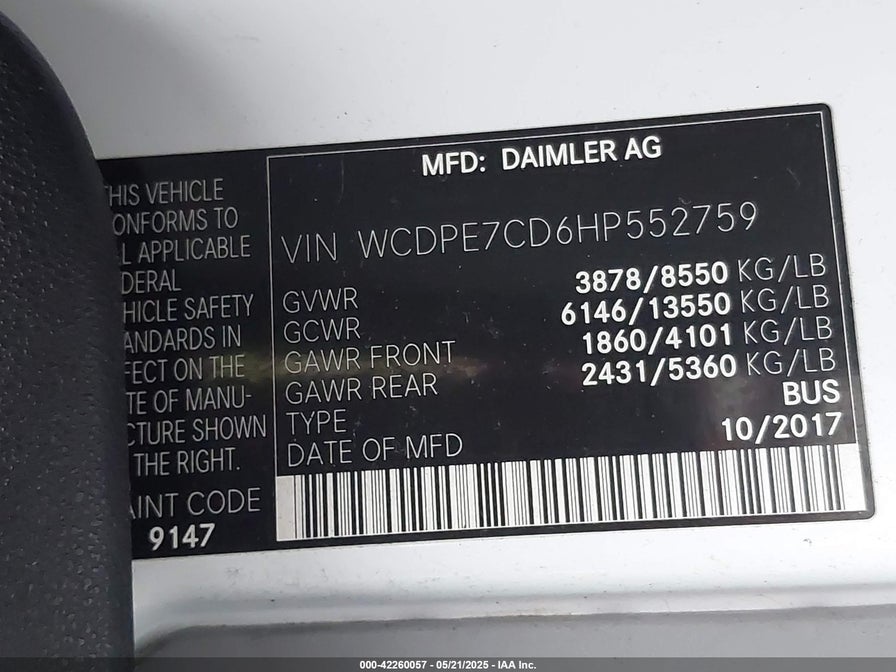 MFD: DAIMLER AG
HIS VEHICLE
ONFORMS TO
L APPLICABLE
DERAL
HICLE SAFETY
ANDARDS IN
FECT ON THE
TE OF MANU-
CTURE SHOWN
THE RIGHT.
AINT CODE
9147
VIN WCDPE7CD6HP552759
GVWR 3878/8550 KG/LB
GCWR 6146/13550 KG/LB
GAWR FRONT 1860/4101 KG/LB
GAWR REAR 2431/5360 KG/LB
TYPE BUS
DATE OF MFD 10/2017
000-42260057 - 05/21/2025 - IAA Inc.